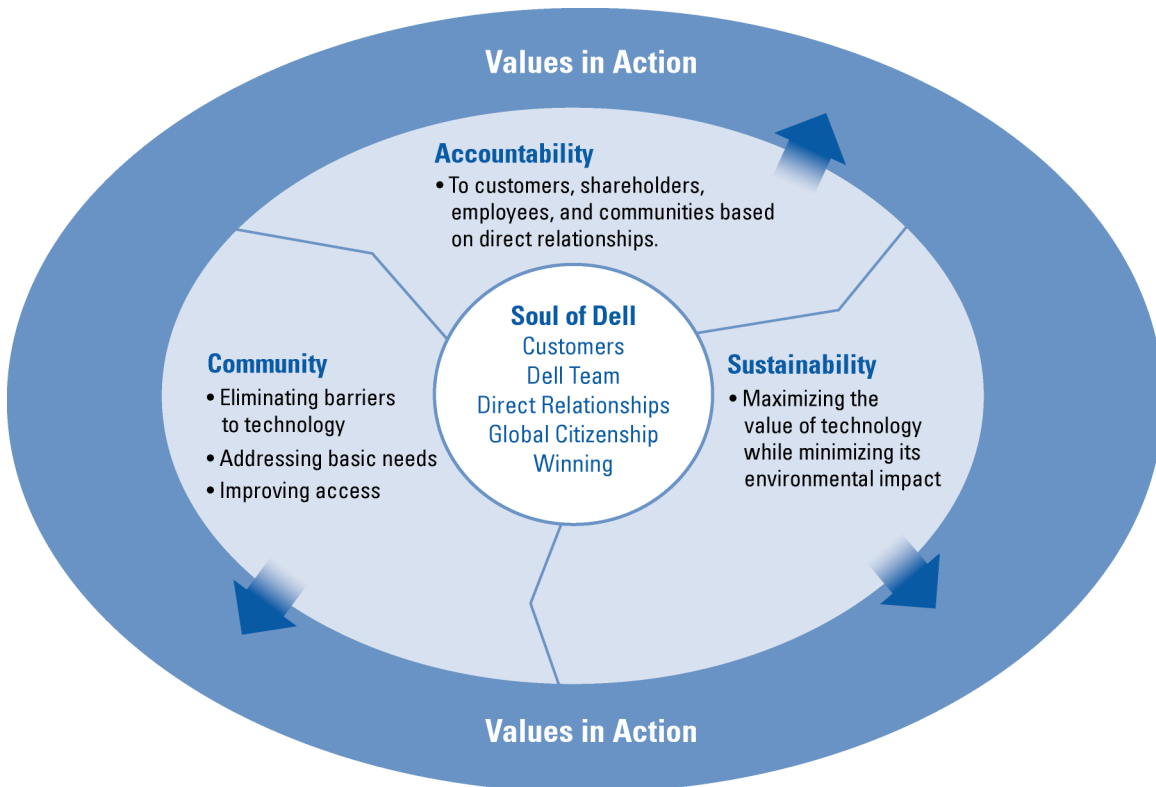 Values in Action
Accountability
• To customers, shareholders,
employees, and communities based
on direct relationships.
Soul of Dell
Customers
Dell Team
Direct Relationships
Global Citizenship
Winning
Community
• Eliminating barriers
to technology
• Addressing basic needs
• Improving access
Sustainability
• Maximizing the
value of technology
while minimizing its
environmental impact
Values in Action